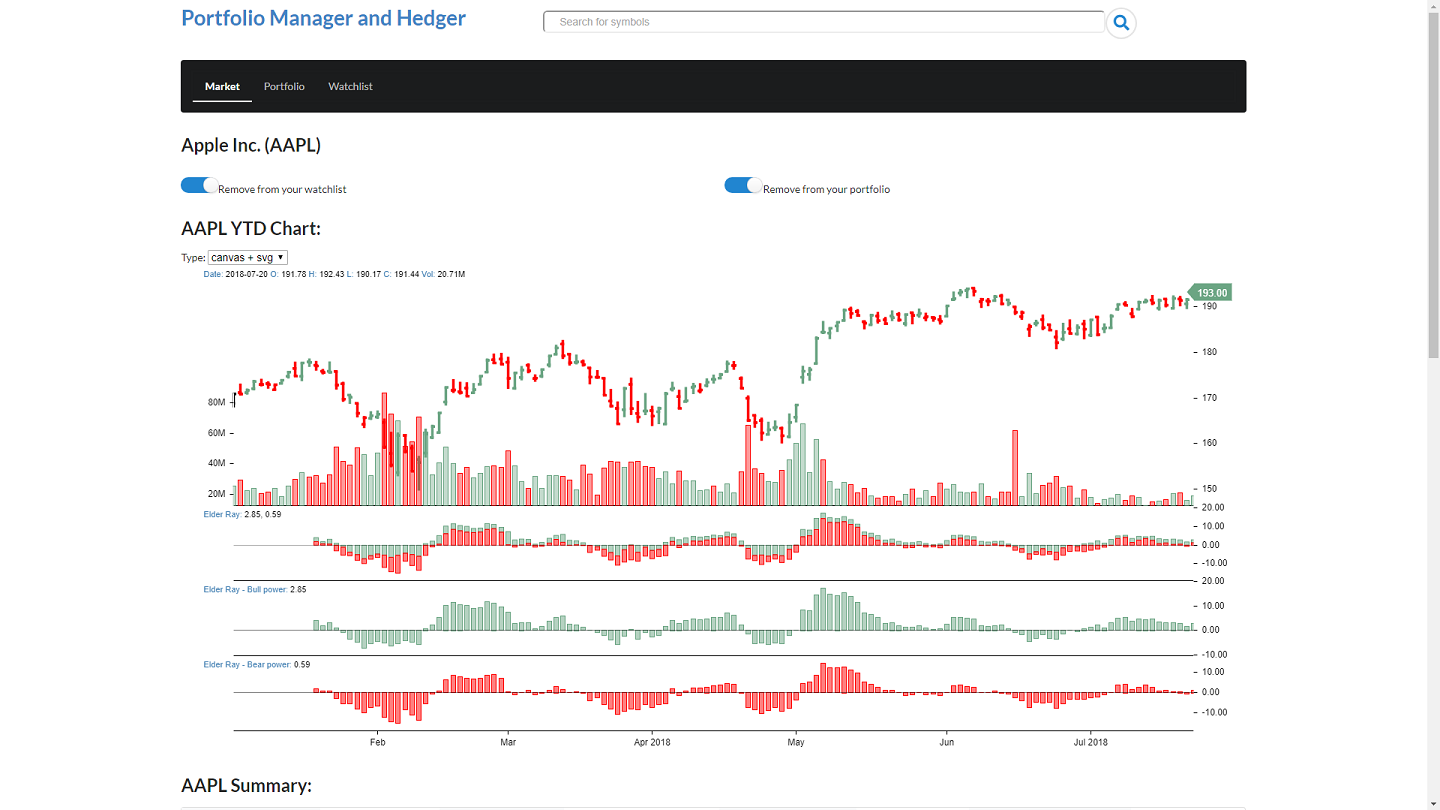 Portfolio Manager and Hedger
Search for symbols
Market Portfolio Watchlist
Apple Inc. (AAPL)
Remove from your watchlist Remove from your portfolio
AAPL YTD Chart:
Type: canvas + svg
Date: 2018-07-20 O: 191.78 H: 192.43 L: 190.17 C: 191.44 Vol: 20.71M
193.00
190
180
170
80M
60M
160
40M
150
20M
20.00
Elder Ray: 2.85, 0.59
10.00
0.00
-10.00
20.00
Elder Ray - Bull power: 2.85
10.00
0.00
-10.00
Elder Ray - Bear power: 0.59
10.00
0.00
-10.00
Feb Mar Apr 2018 May Jun Jul 2018
AAPL Summary: